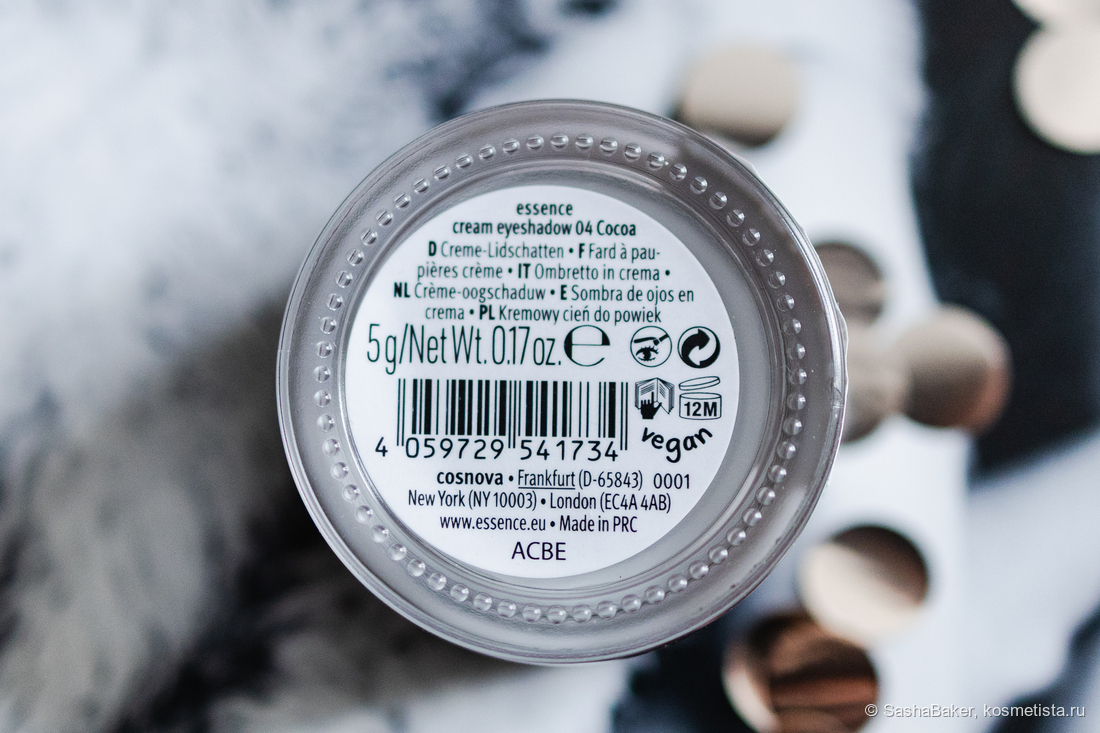 essence
cream eyeshadow 04 Cocoa
D Creme-Lidschatten • F Fard à pau-
pières crème • IT Ombretto in crema •
NL Crème-oogschaduw • E Sombra de ojos en
crema • PL Kremowy cień do powiek
5g/Net Wt. 0.17oz. e
12M
vegan
4 059729 541734
cosnova • Frankfurt (D-65843) 0001
New York (NY 10003) • London (EC4A 4AB)
www.essence.eu • Made in PRC
ACBE
© SashaBaker, kosmetista.ru